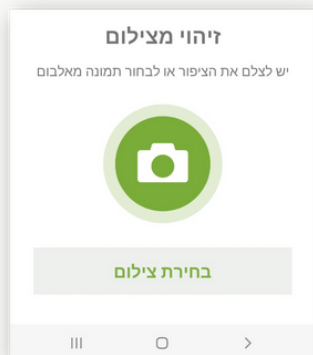 זיהוי מצילום
יש לצלם את הציפור או לבחור תמונה מאלבום
בחירת צילום